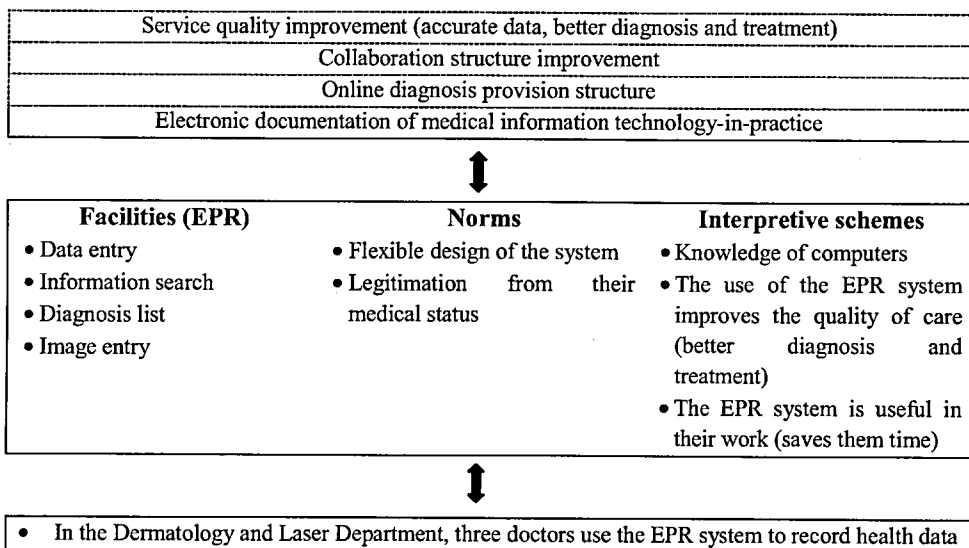 Service quality improvement (accurate data, better diagnosis and treatment)
Collaboration structure improvement
Online diagnosis provision structure
Electronic documentation of medical information technology-in-practice
Facilities (EPR)
• Data entry
• Information search
• Diagnosis list
• Image entry
Norms
• Flexible design of the system
• Legitimation from their
medical status
Interpretive schemes
• Knowledge of computers
• The use of the EPR system
improves the quality of care
(better diagnosis and
treatment)
• The EPR system is useful in
their work (saves them time)
• In the Dermatology and Laser Department, three doctors use the EPR system to record health data